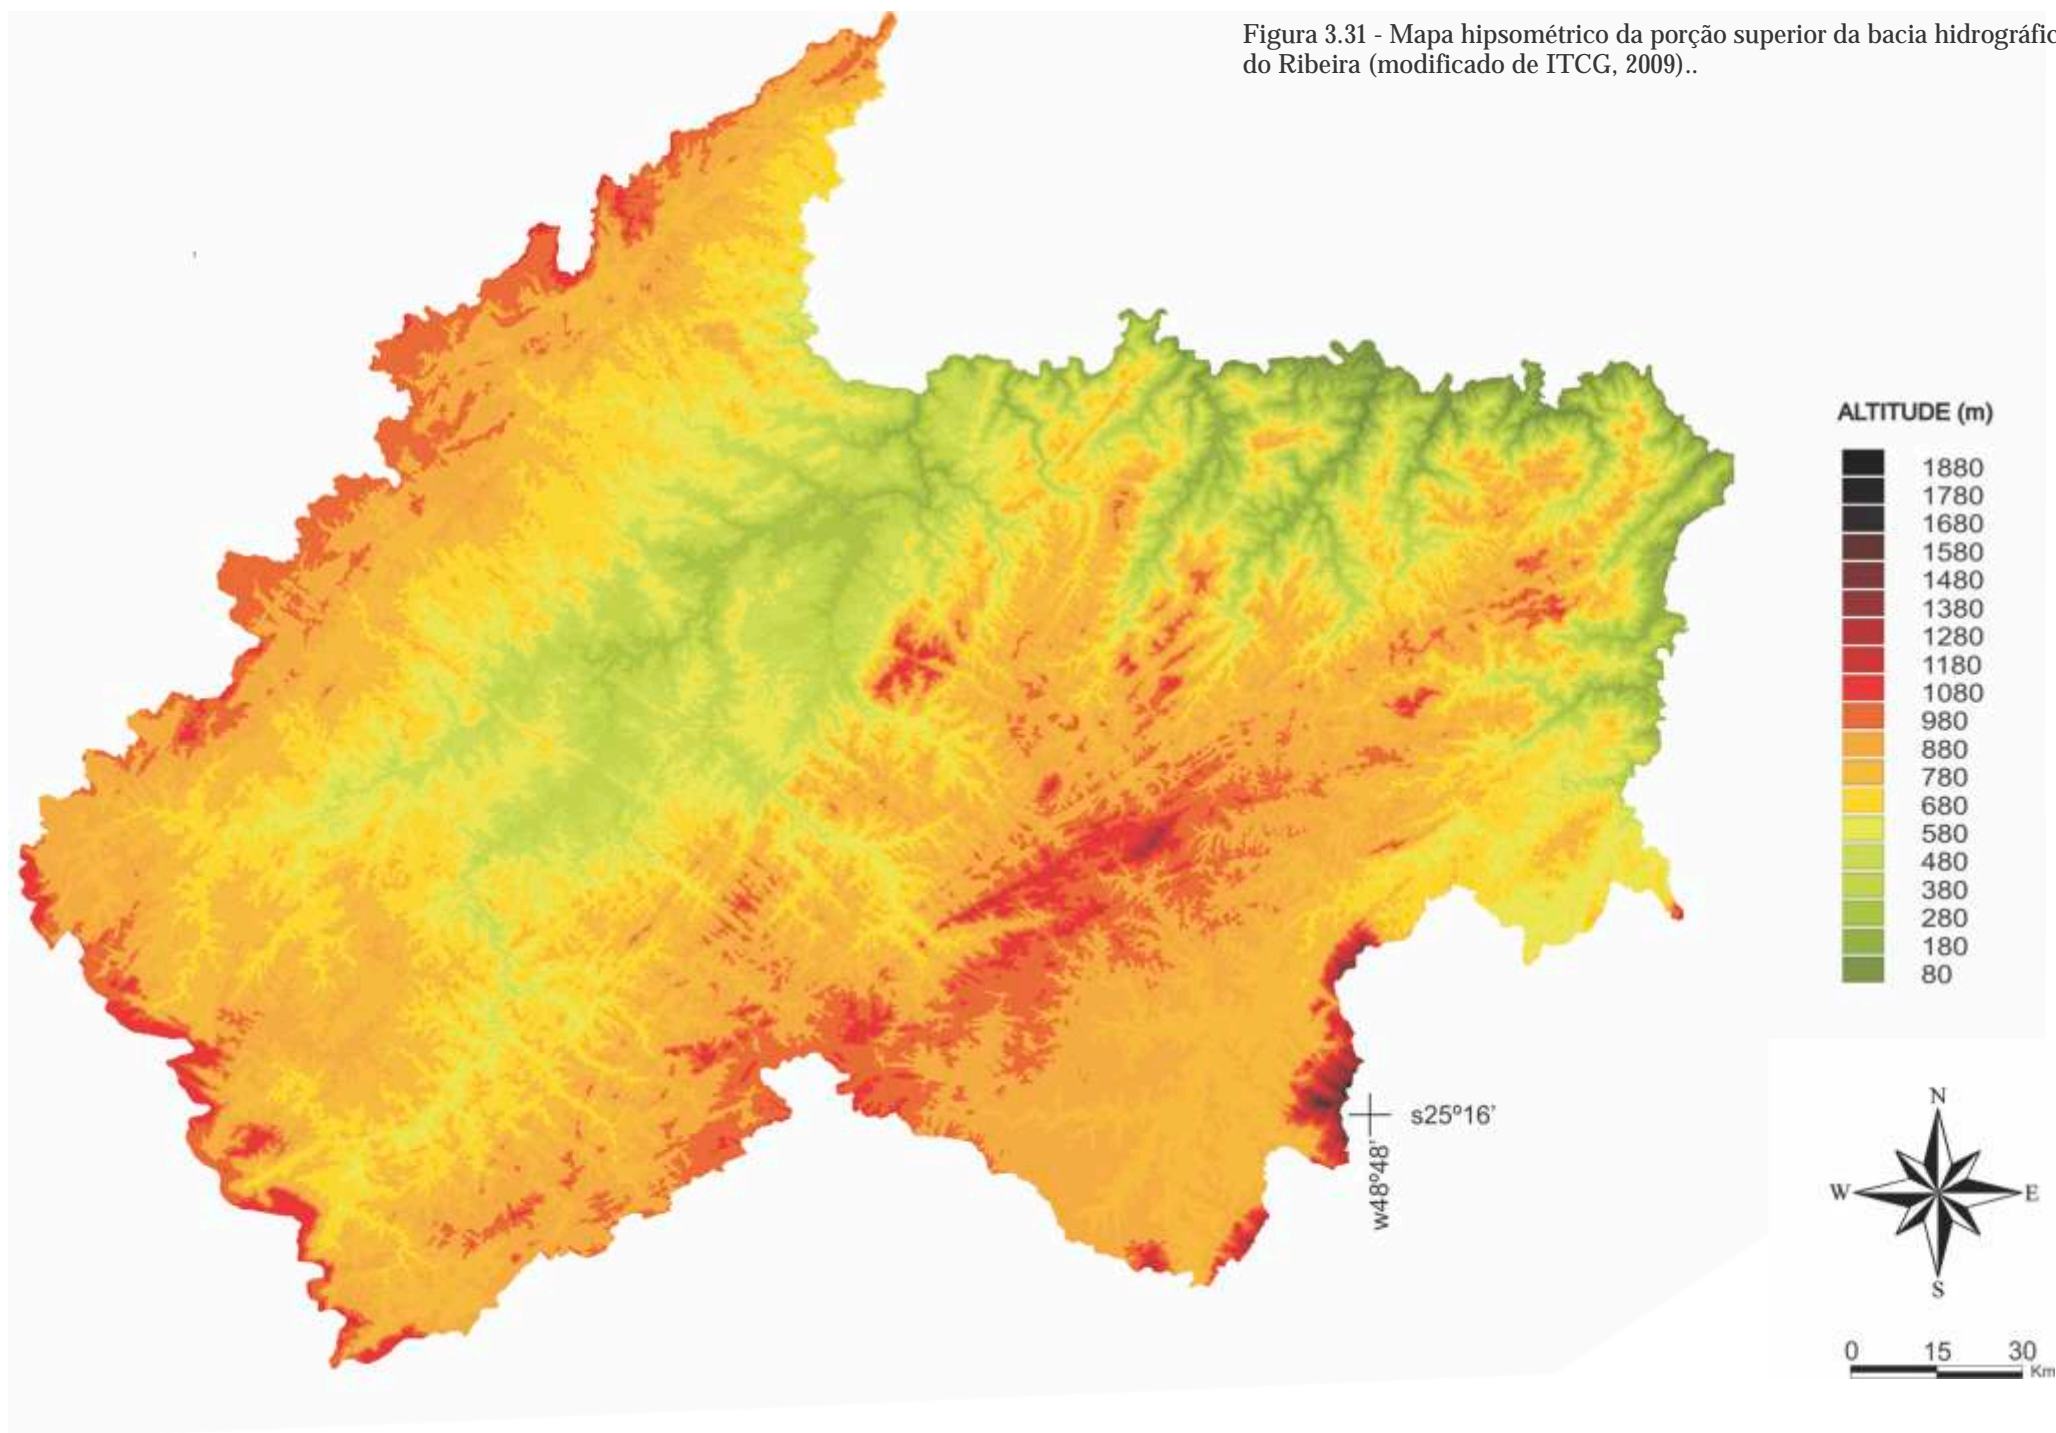 Figura 3.31 - Mapa hipsométrico da porção superior da bacia hidrográfic
do Ribeira (modificado de ITCG, 2009)..
ALTITUDE (m)
1880
1780
1680
1580
1480
1380
1280
1180
1080
980
880
780
680
580
480
380
280
180
80
s25º16'
w48º48'
N
W
E
S
0 15 30
Km